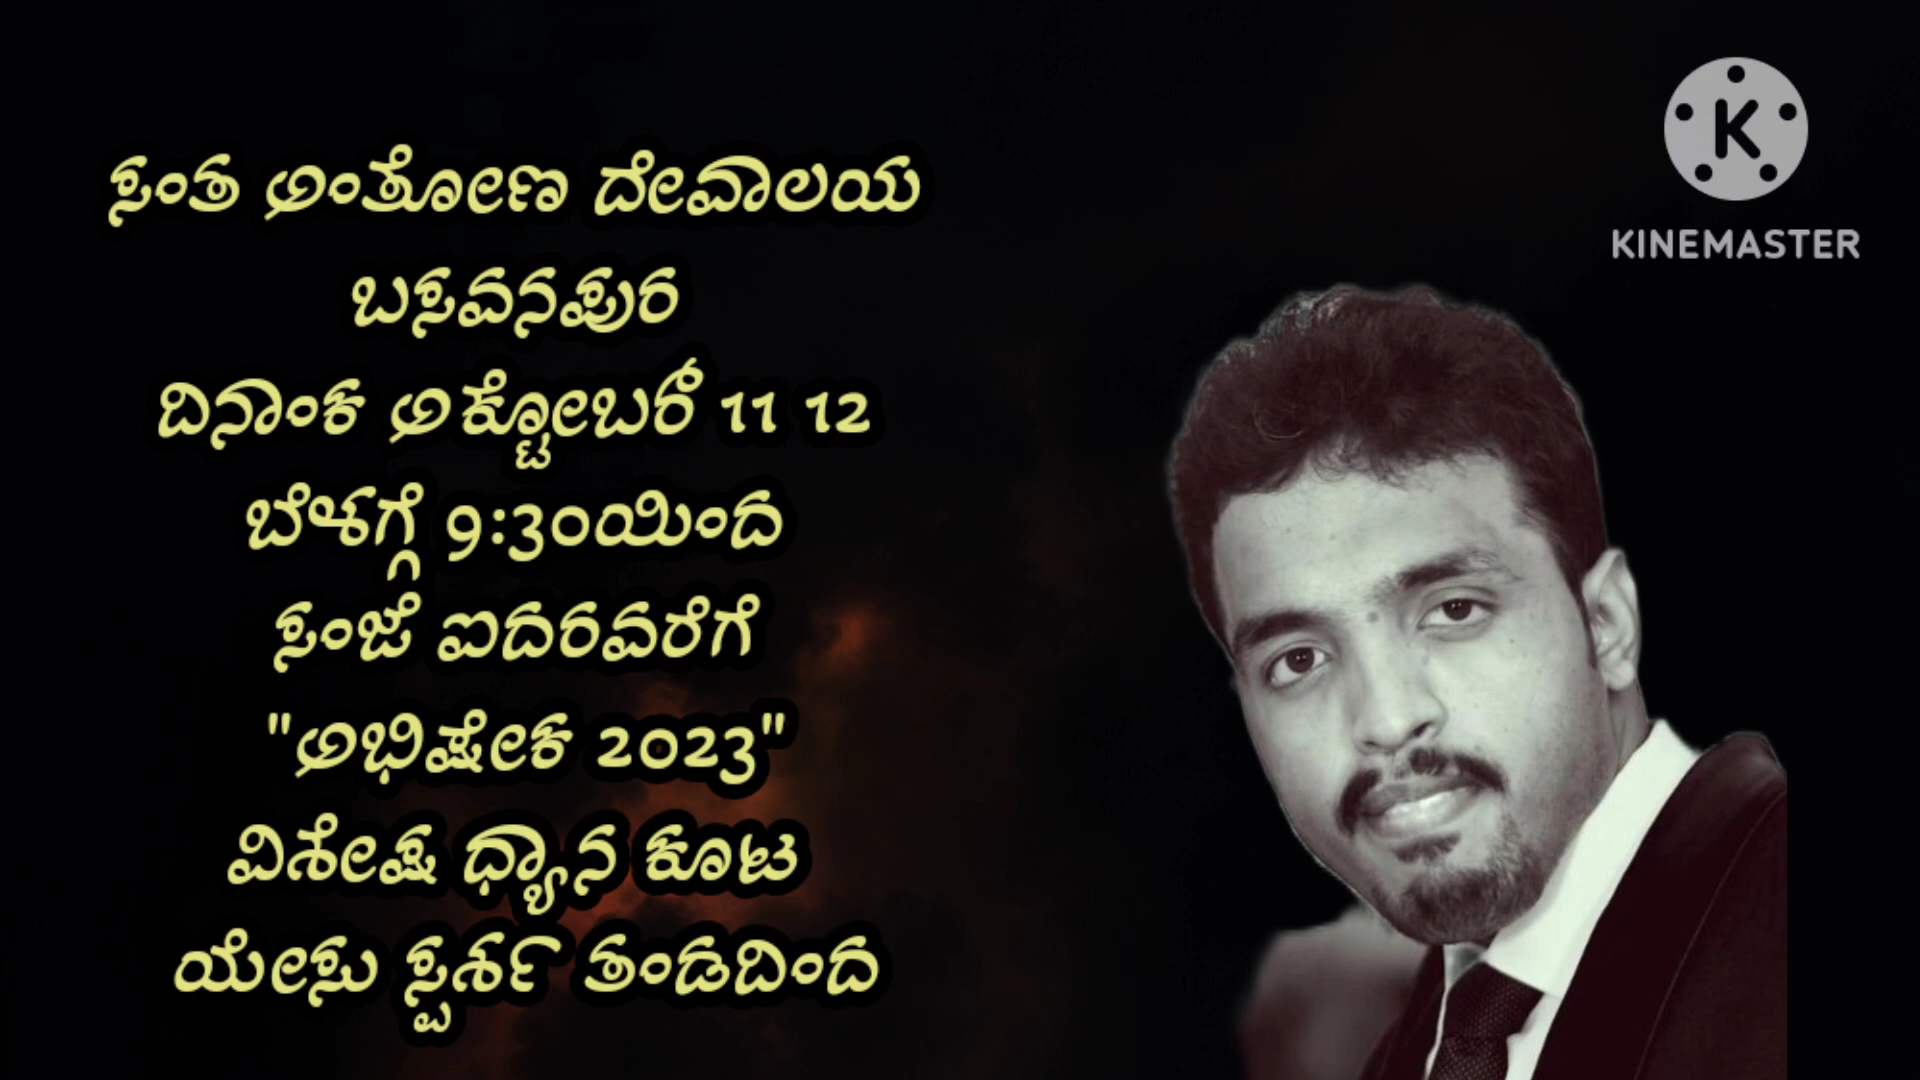 ಸಂತ ಅಂತೋಣಿ ದೇವಾಲಯ
ಬಸವನಪುರ
ದಿನಾಂಕ ಅಕ್ಟೋಬರ್ 11 12
ಬೆಳಗ್ಗೆ 9:30ಯಿಂದ
ಸಂಜೆ ಐದರವರೆಗೆ
"ಅಭಿಷೇಕ 2023"
ವಿಶೇಷ ಧ್ಯಾನ ಕೂಟ
ಯೇಸು ಸ್ಪರ್ಶ ತಂಡದಿಂದ
K
KINEMASTER